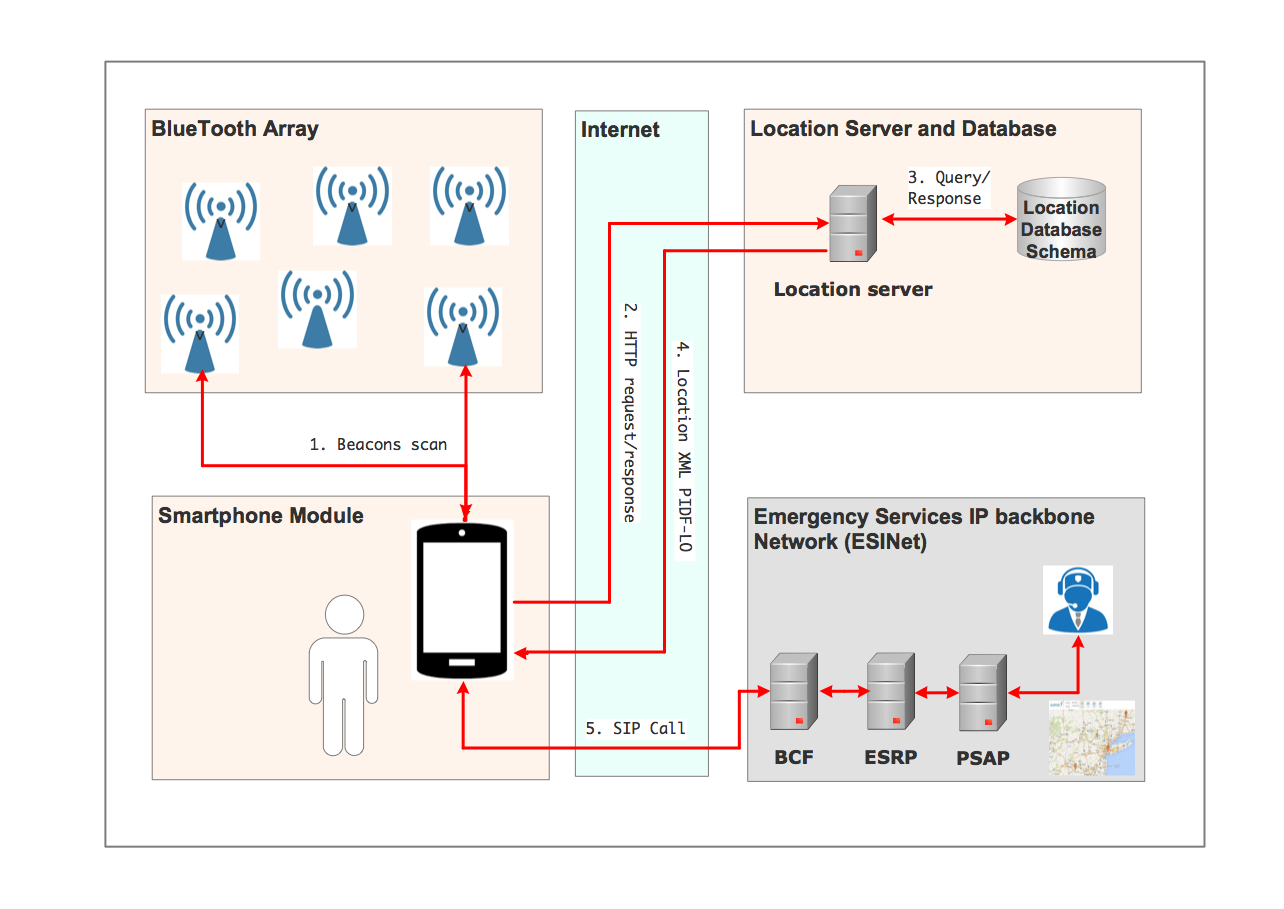 BlueTooth Array
Internet
Location Server and Database
3. Query/
Response
Location
Database
Schema
Location server
2. HTTP request/response
4. Location XML PIDF-LO
1. Beacons scan
Smartphone Module
Emergency Services IP backbone
Network (ESINet)
5. SIP Call
BCF
ESRP
PSAP